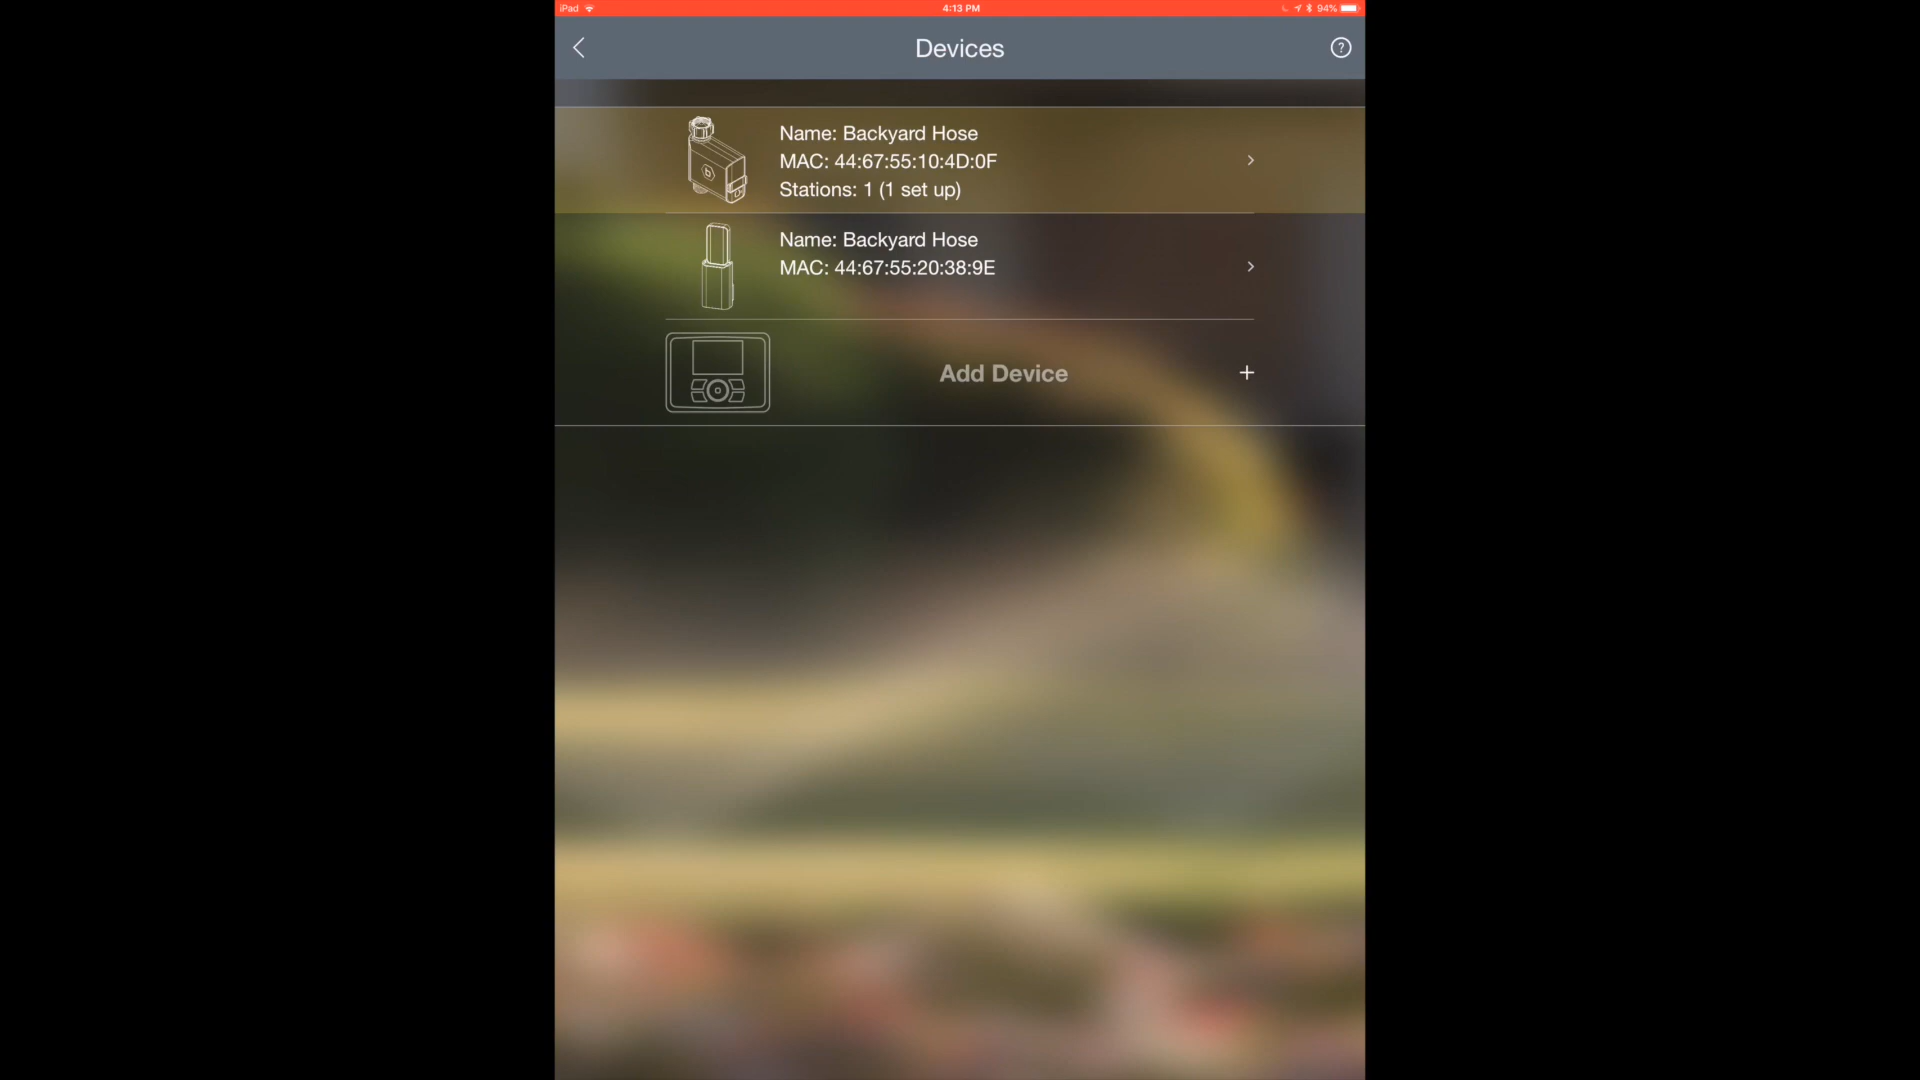 iPad
4:13 PM
94%
Devices
?
Name: Backyard Hose
MAC: 44:67:55:10:4D:0F
Stations: 1 (1 set up)
Name: Backyard Hose
MAC: 44:67:55:20:38:9E
Add Device
+